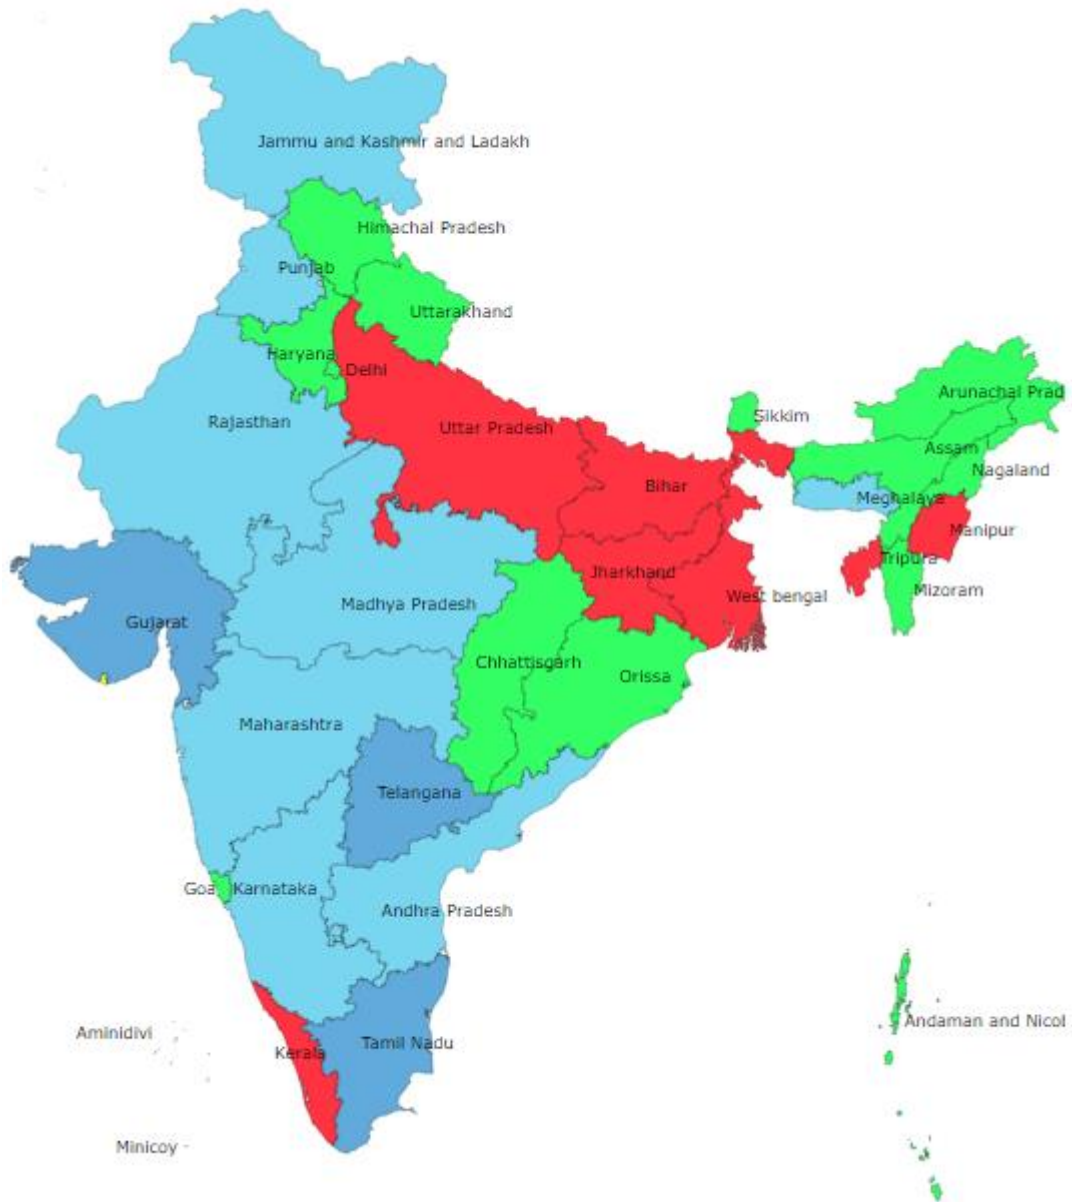 Jammu and Kashmir and Ladakh
Himachal Pradesh
Punjab
Uttarakhand
Haryana
Delhi
Arunachal Prad
Sikkim
Rajasthan
Uttar Pradesh
Assam
Nagaland
Bihar
Meghalaya
Manipur
Tripura
Jharkhand
Mizoram
West bengal
Madhya Pradesh
Gujarat
Chhattisgarh
Orissa
Maharashtra
Telangana
Goa
Karnataka
Andhra Pradesh
Andaman and Nicol
Aminidivi
Tamil Nadu
Kerala
Minicoy